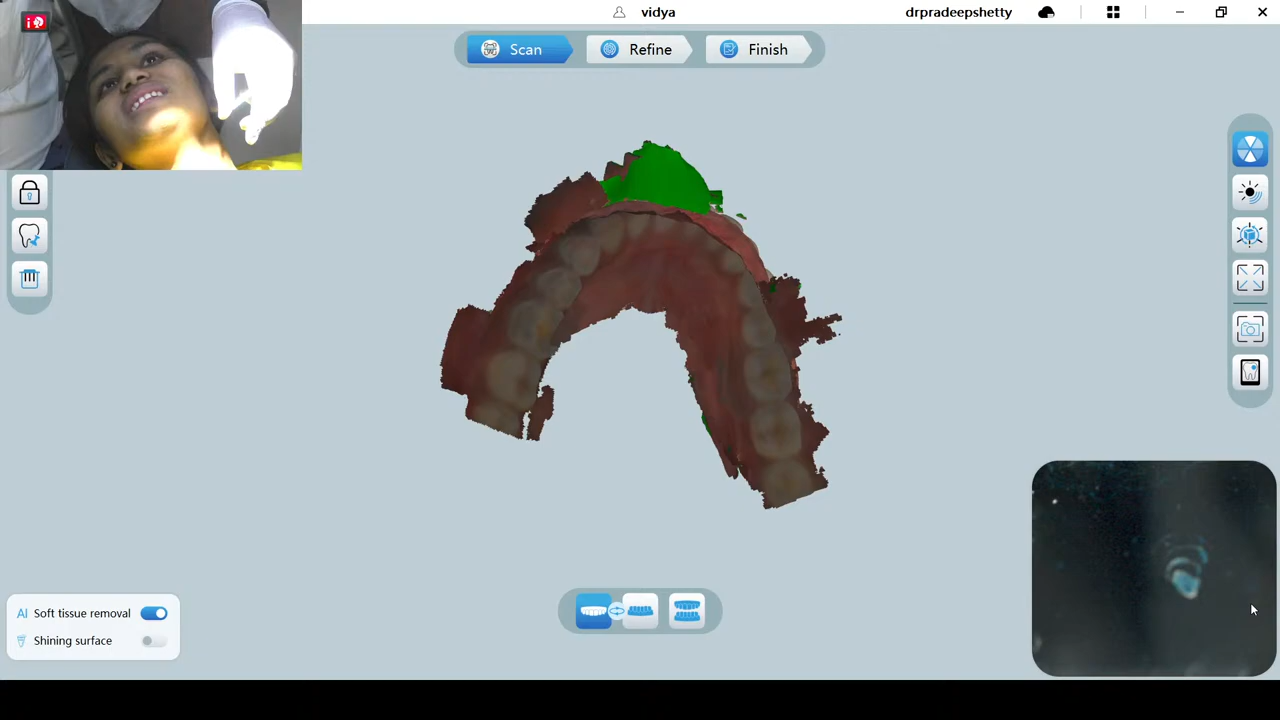 vidya
drpradeepshetty
Scan
Refine
Finish
AI Soft tissue removal
Shining surface